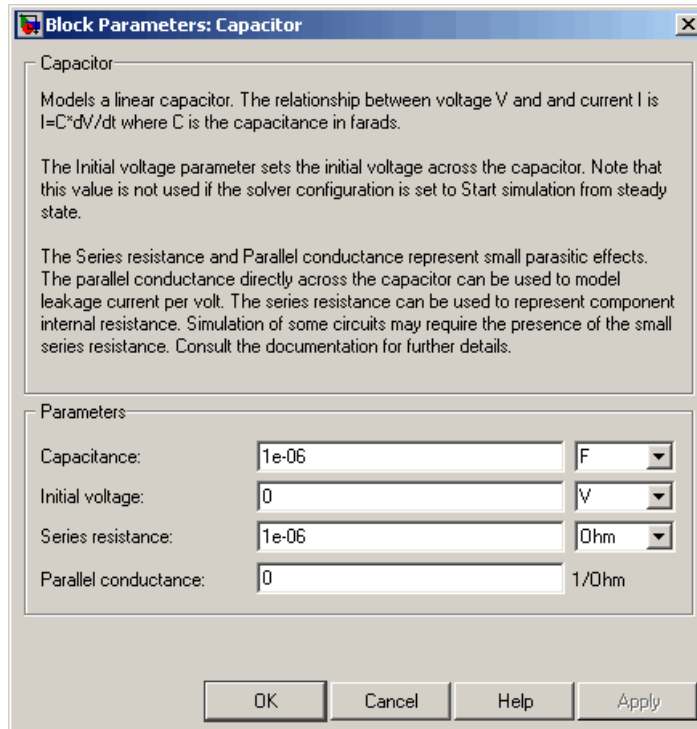 Block Parameters: Capacitor
Capacitor
Models a linear capacitor. The relationship between voltage V and and current I is
I=C*dV/dt where C is the capacitance in farads.
The Initial voltage parameter sets the initial voltage across the capacitor. Note that
this value is not used if the solver configuration is set to Start simulation from steady
state.
The Series resistance and Parallel conductance represent small parasitic effects.
The parallel conductance directly across the capacitor can be used to model
leakage current per volt. The series resistance can be used to represent component
internal resistance. Simulation of some circuits may require the presence of the small
series resistance. Consult the documentation for further details.
Parameters
Capacitance: 1e-06 F
Initial voltage: 0 V
Series resistance: 1e-06 Ohm
Parallel conductance: 0 1/Ohm
OK Cancel Help Apply